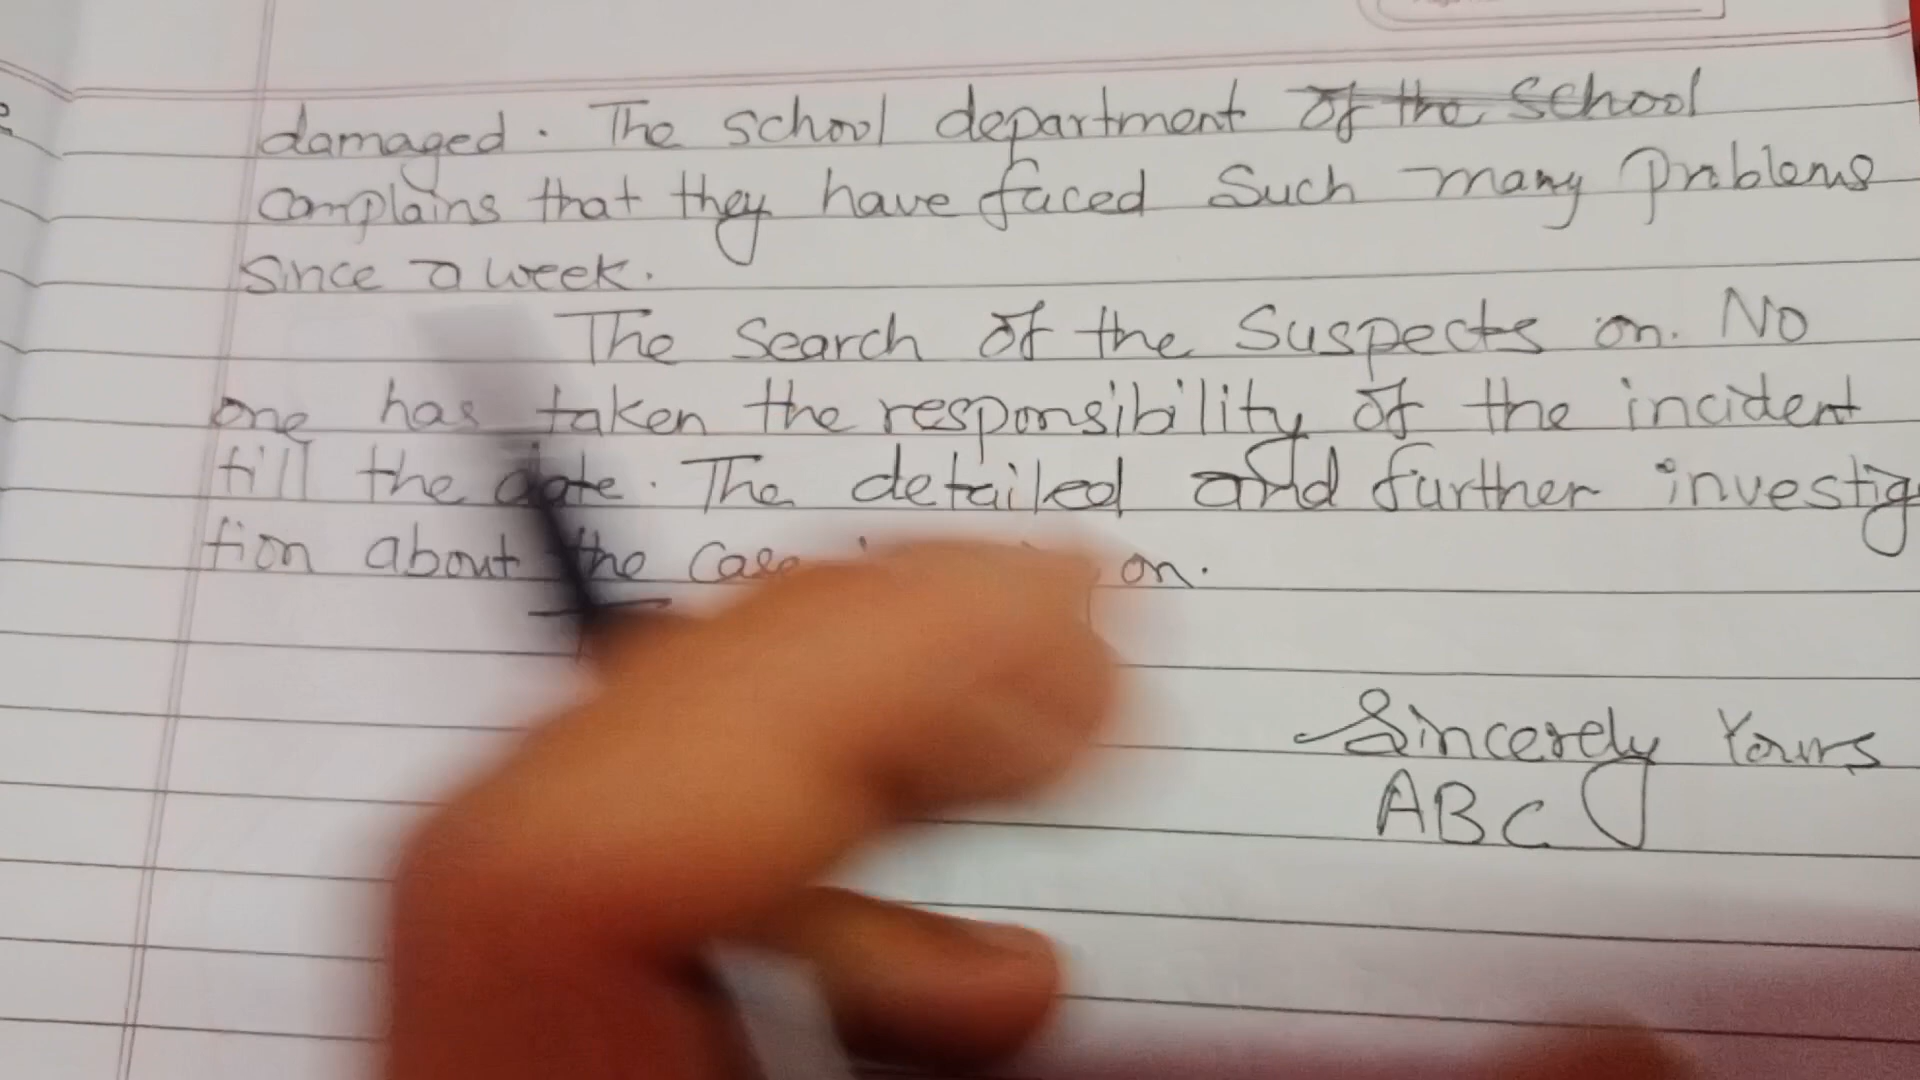 damaged. The school department of the school
complains that they have faced such many problems
since a week.
The search of the suspects on. No
one has taken the responsibility of the incident
till the date. The detailed and further investig
tion about the case on.
Sincerely Yours
ABC